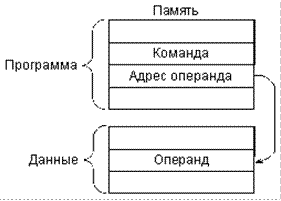 Память
Команда
Программа
Адрес операнда
Данные
Операнд